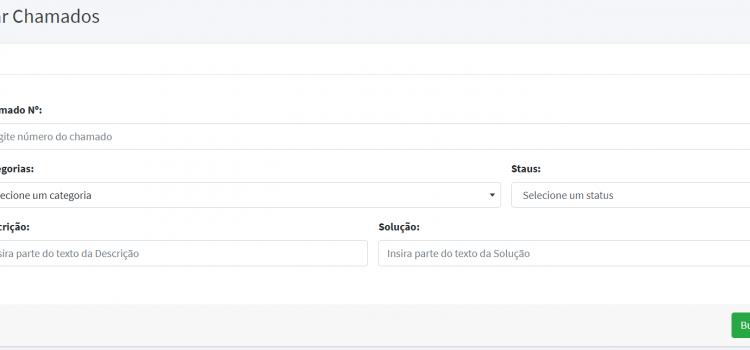 r Chamados
mado Nº:
gite número do chamado
egorias:
Staus:
ecione um categoria
Selecione um status
crição:
Solução:
sira parte do texto da Descrição
Insira parte do texto da Solução
Bu